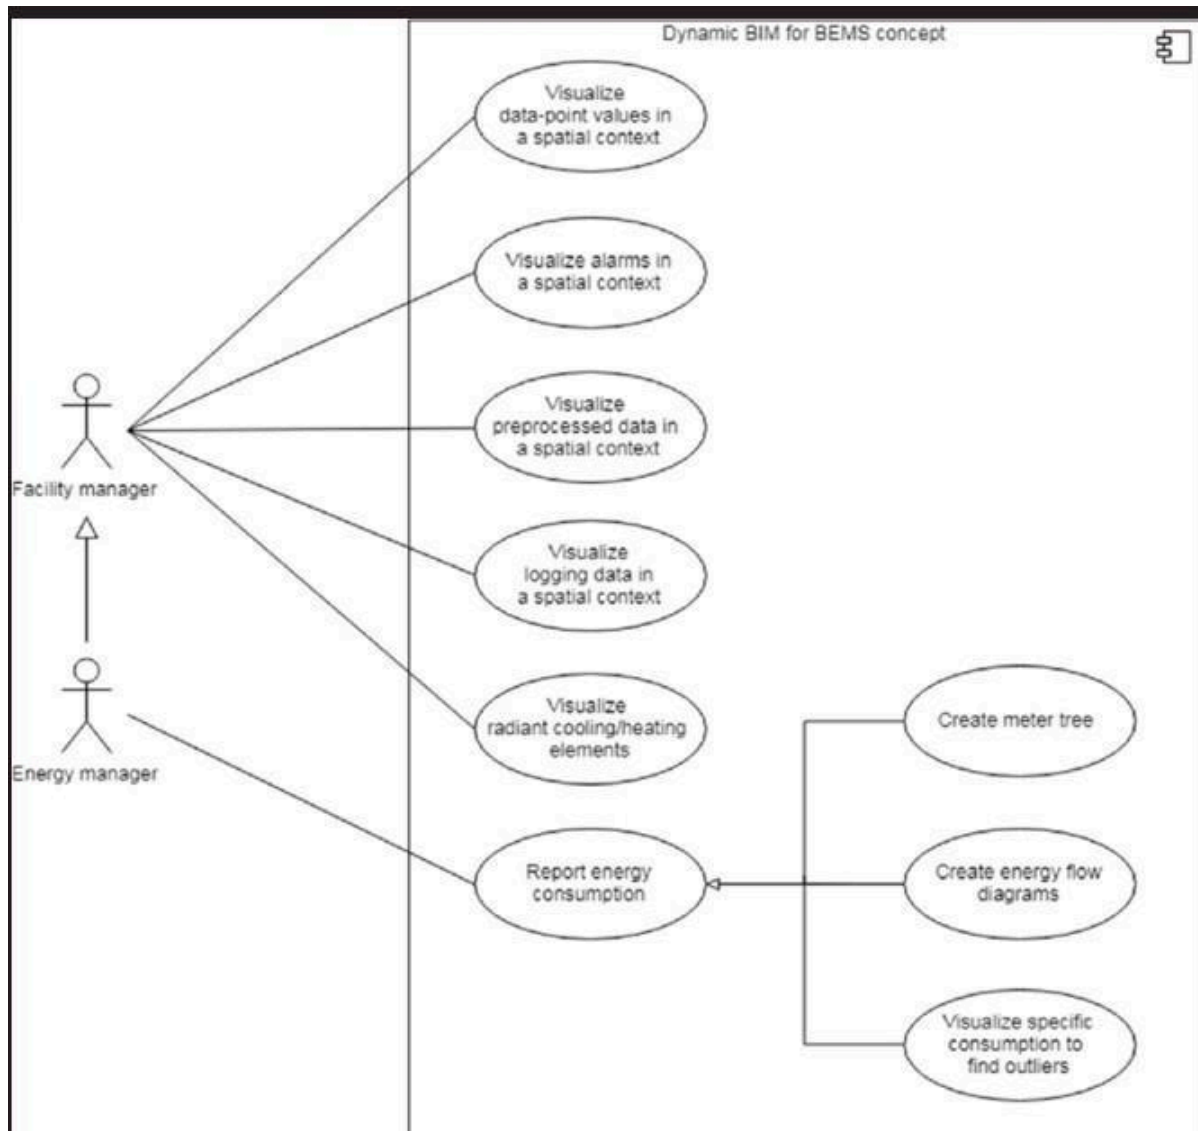 Dynamic BIM for BEMS concept
Visualize
data-point values in
a spatial context
Visualize alarms in
a spatial context
Visualize
preprocessed data in
a spatial context
Facility manager
Visualize
logging data in
a spatial context
Visualize
radiant cooling/heating
elements
Create meter tree
Energy manager
Report energy
consumption
Create energy flow
diagrams
Visualize specific
consumption to
find outliers